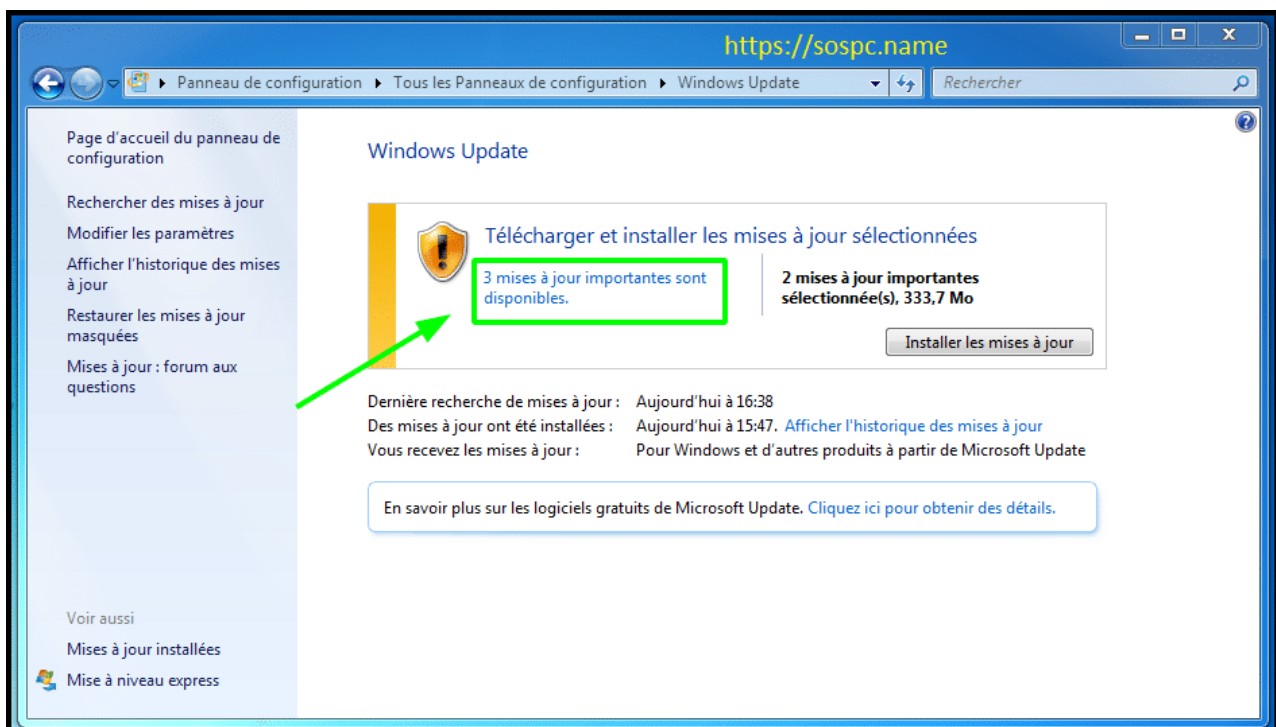 https://sospc.name
X
Panneau de configuration Tous les Panneaux de configuration Windows Update
Rechercher
?
Page d'accueil du panneau de
configuration
Rechercher des mises à jour
Modifier les paramètres
Afficher l'historique des mises
à jour
Restaurer les mises à jour
masquées
Mises à jour : forum aux
questions
Voir aussi
Mises à jour installées
Mise à niveau express
Windows Update
Télécharger et installer les mises à jour sélectionnées
3 mises à jour importantes sont
disponibles.
2 mises à jour importantes
sélectionnée(s), 333,7 Mo
Installer les mises à jour
Dernière recherche de mises à jour : Aujourd'hui à 16:38
Des mises à jour ont été installées : Aujourd'hui à 15:47. Afficher l'historique des mises à jour
Vous recevez les mises à jour : Pour Windows et d'autres produits à partir de Microsoft Update
En savoir plus sur les logiciels gratuits de Microsoft Update. Cliquez ici pour obtenir des détails.